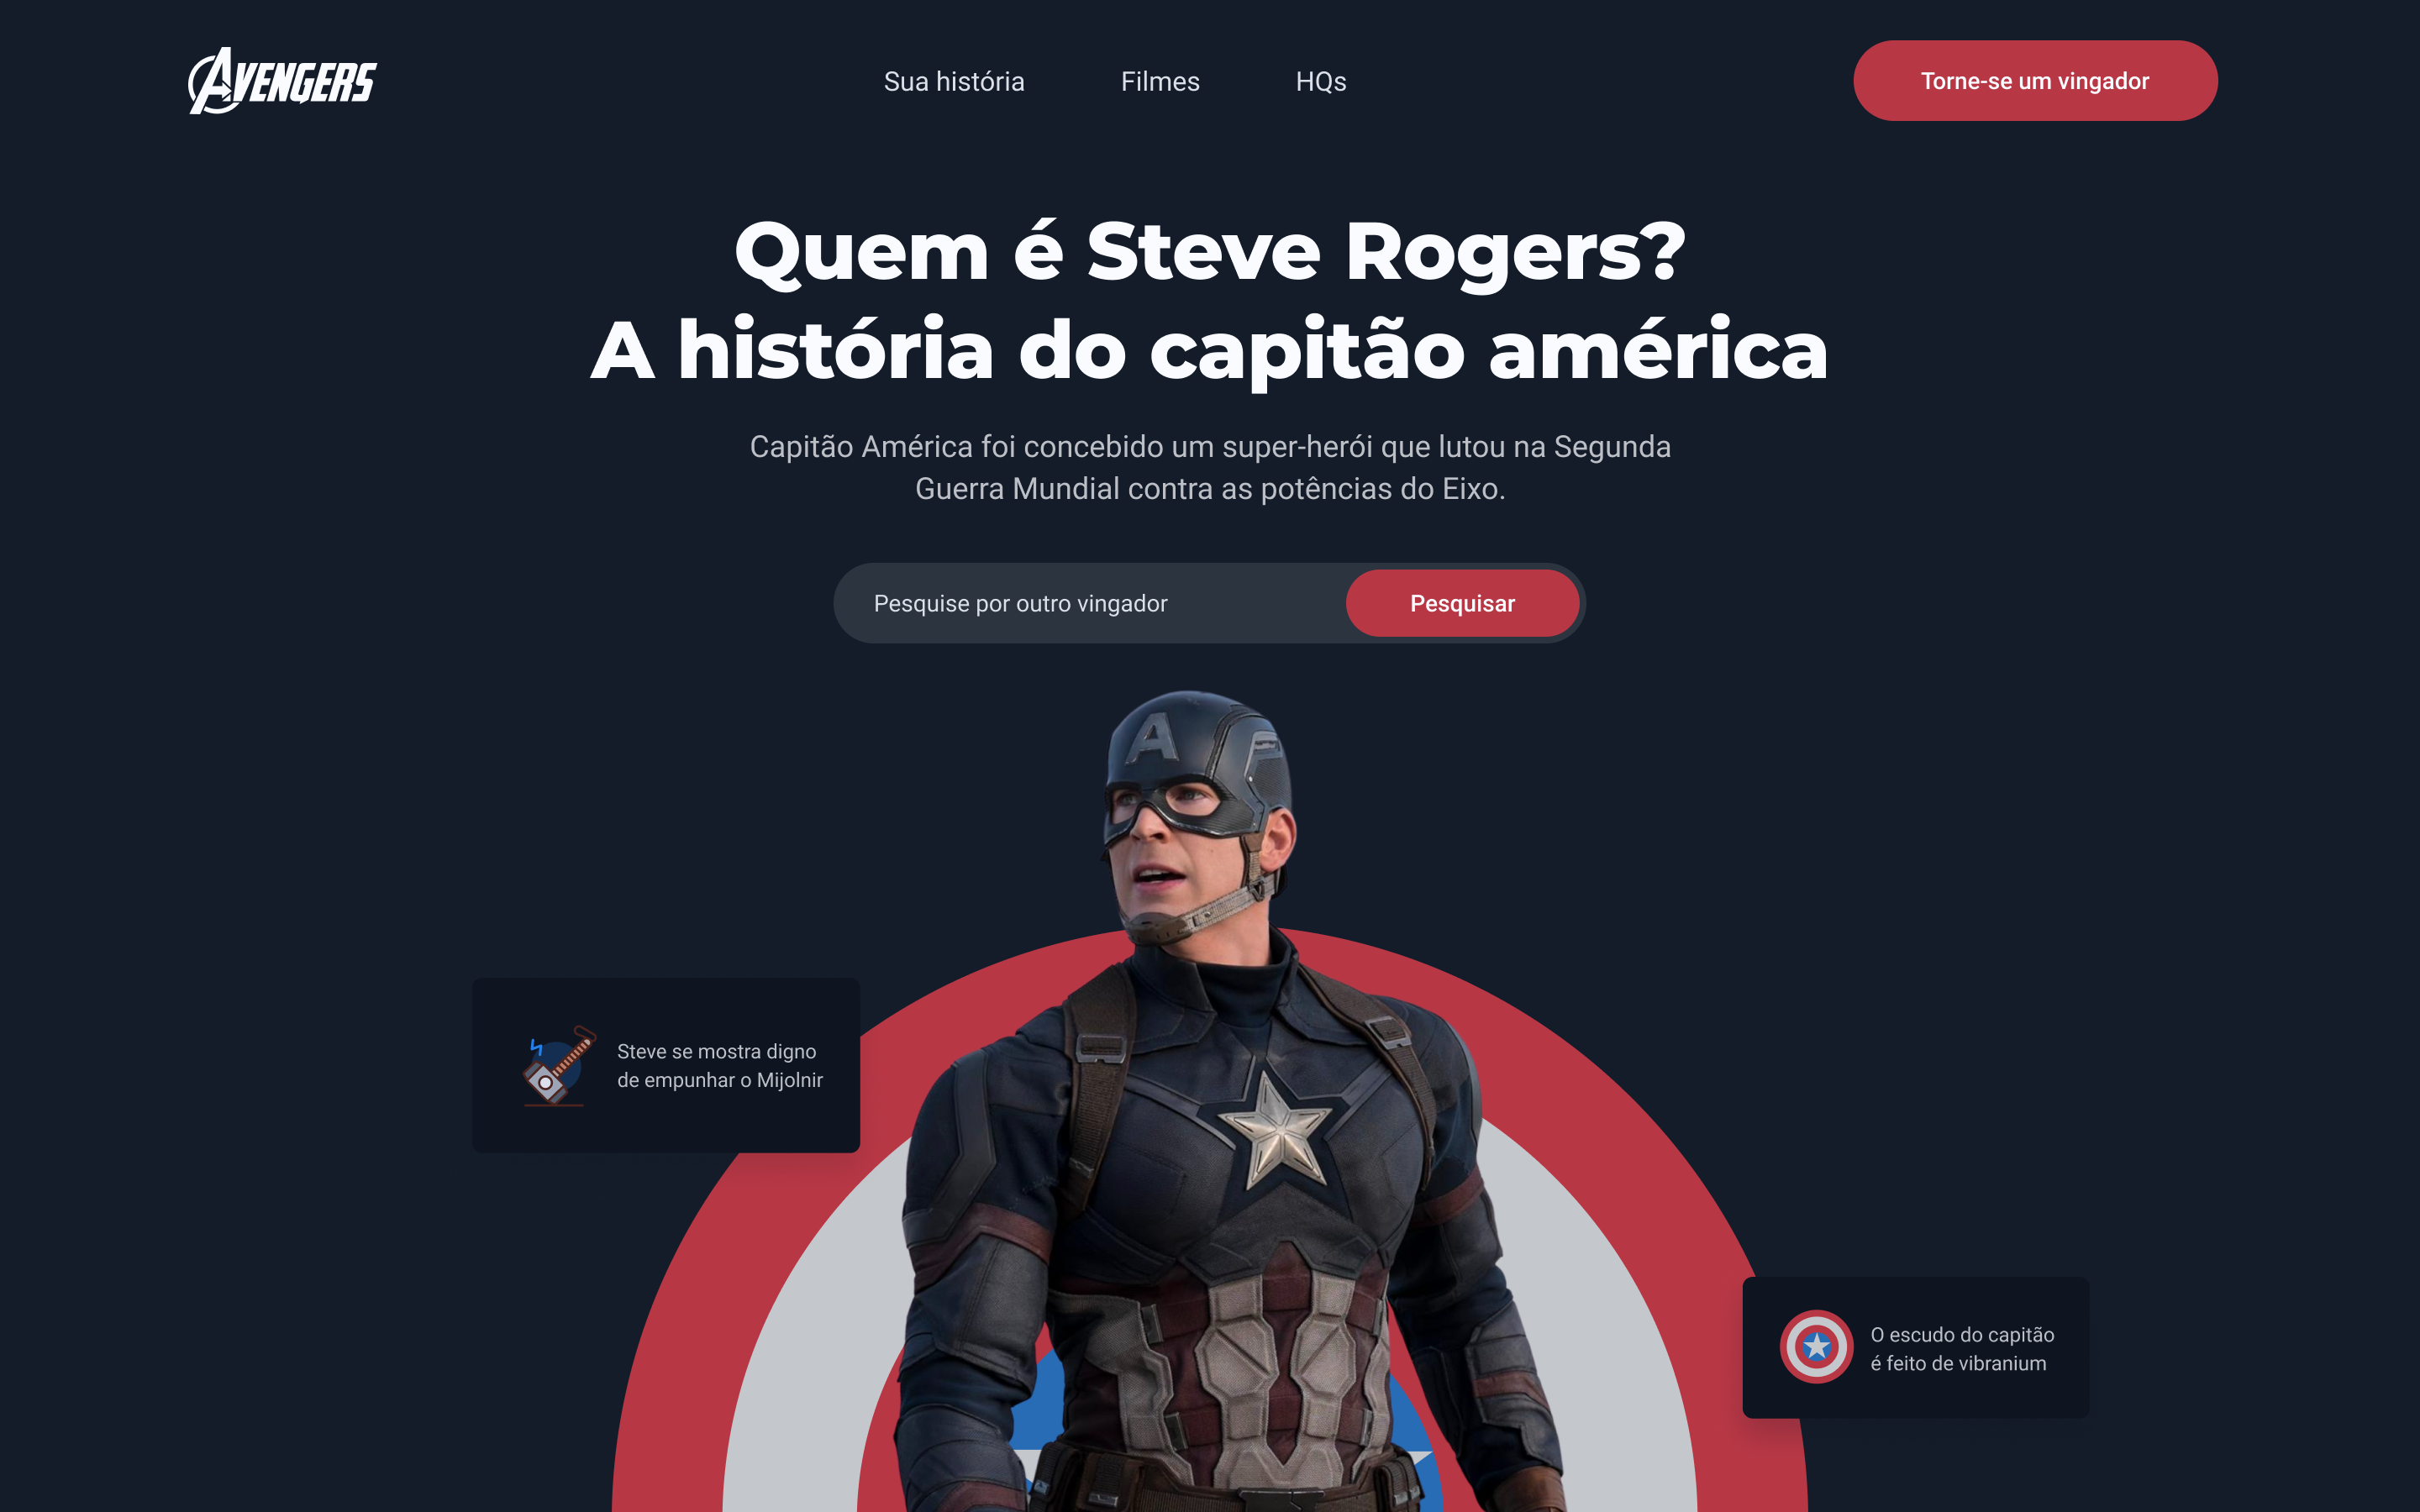 AVENGERS
Sua história
Filmes
HQs
Torne-se um vingador
Quem é Steve Rogers?
A história do capitão américa
Capitão América foi concebido um super-herói que lutou na Segunda
Guerra Mundial contra as potências do Eixo.
Pesquise por outro vingador
Pesquisar
A
Steve se mostra digno
de empunhar o Mijolnir
O escudo do capitão
é feito de vibranium